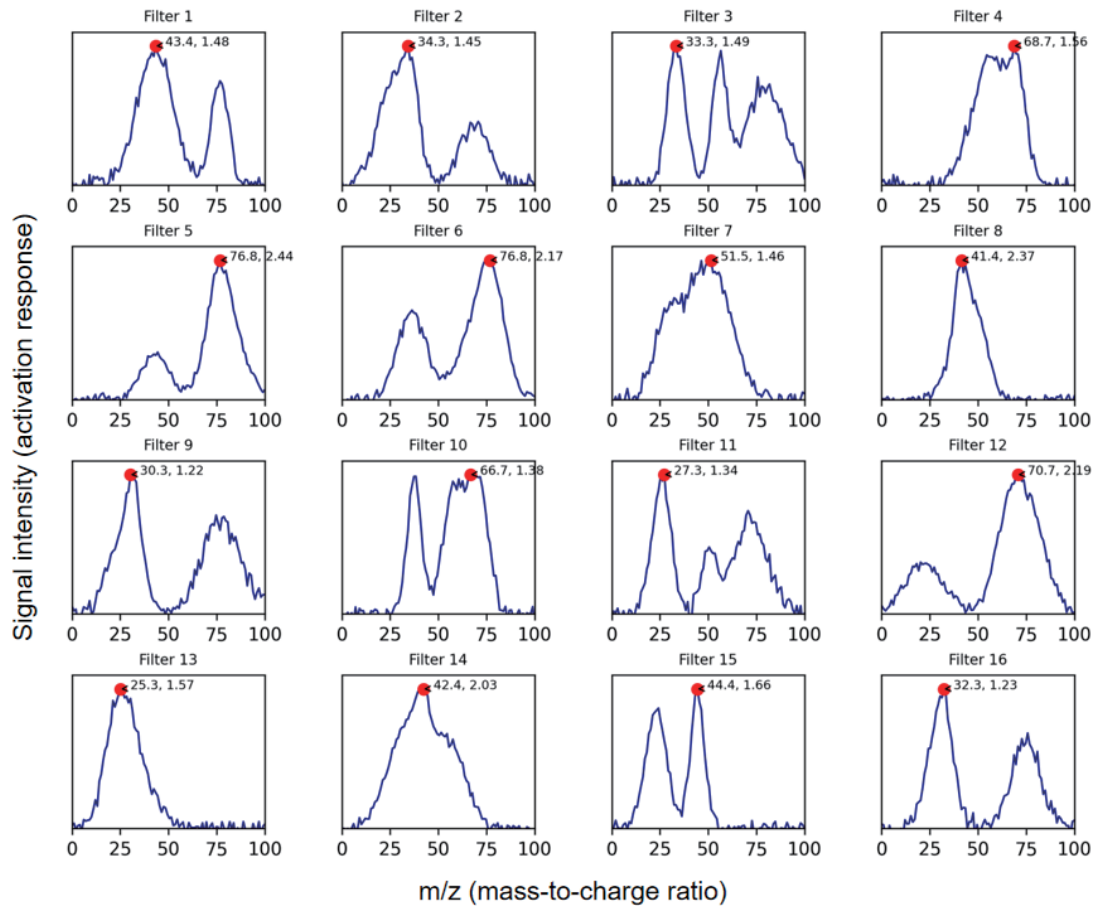 Filter 1
Filter 2
Filter 3
Filter 4
43.4, 1.48
34.3, 1.45
33.3, 1.49
68.7, 1.56
0 25 50 75 100
0 25 50 75 100
0 25 50 75 100
0 25 50 75 100
Filter 5
Filter 6
Filter 7
Filter 8
76.8, 2.44
76.8, 2.17
51.5, 1.46
41.4, 2.37
0 25 50 75 100
0 25 50 75 100
0 25 50 75 100
0 25 50 75 100
Signal intensity (activation response)
Filter 9
Filter 10
Filter 11
Filter 12
30.3, 1.22
66.7, 1.38
27.3, 1.34
70.7, 2.19
0 25 50 75 100
0 25 50 75 100
0 25 50 75 100
0 25 50 75 100
Filter 13
Filter 14
Filter 15
Filter 16
25.3, 1.57
42.4, 2.03
44.4, 1.66
32.3, 1.23
0 25 50 75 100
0 25 50 75 100
0 25 50 75 100
0 25 50 75 100
m/z (mass-to-charge ratio)